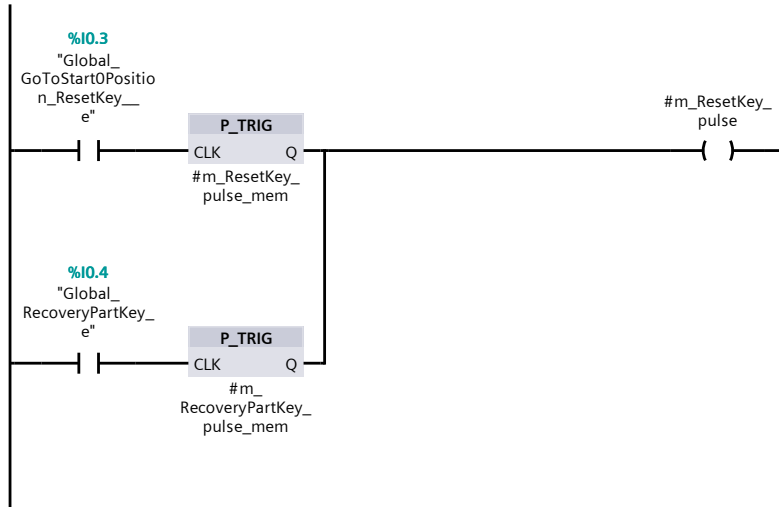 %I0.3
"Global_
GoToStart0Positio
n_ResetKey__
e"
P_TRIG
CLK Q
#m_ResetKey_
pulse_mem
#m_ResetKey_
pulse
%I0.4
"Global_
RecoveryPartKey_
e"
P_TRIG
CLK Q
#m_
RecoveryPartKey_
pulse_mem